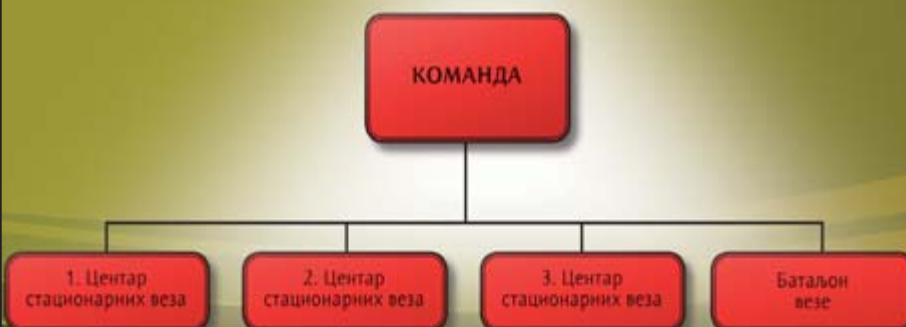 КОМАНДА
1. Центар
стационарних веза
2. Центар
стационарних веза
3. Центар
стационарних веза
Батаљон
везе